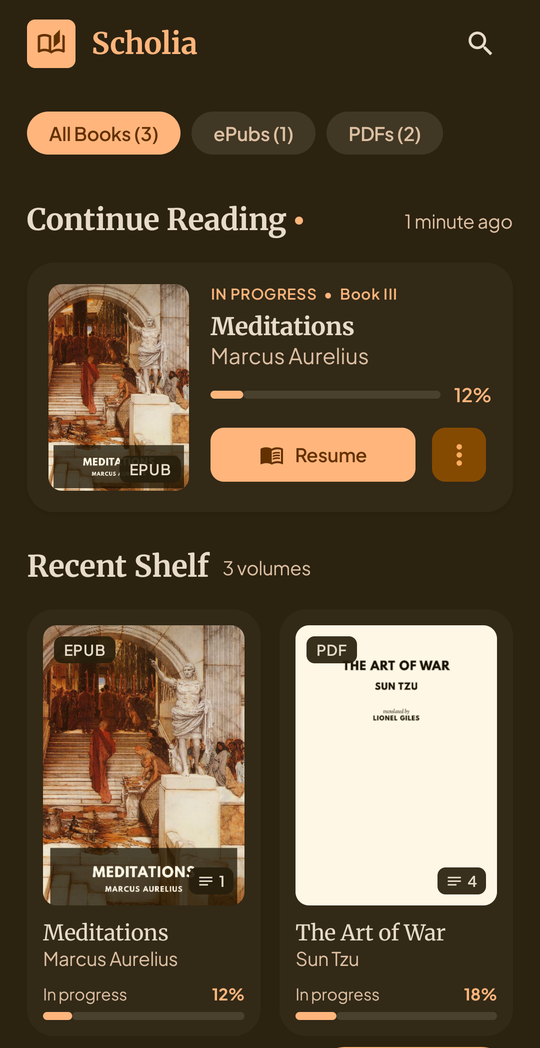 Scholia
All Books (3)
ePubs (1)
PDFs (2)
Continue Reading
1 minute ago
IN PROGRESS • Book III
Meditations
Marcus Aurelius
12%
EPUB
Resume
Recent Shelf
3 volumes
EPUB
MEDITATIONS
MARCUS AURELIUS
1
Meditations
Marcus Aurelius
In progress
12%
PDF
THE ART OF WAR
SUN TZU
translated by
LIONEL GILES
4
The Art of War
Sun Tzu
In progress
18%